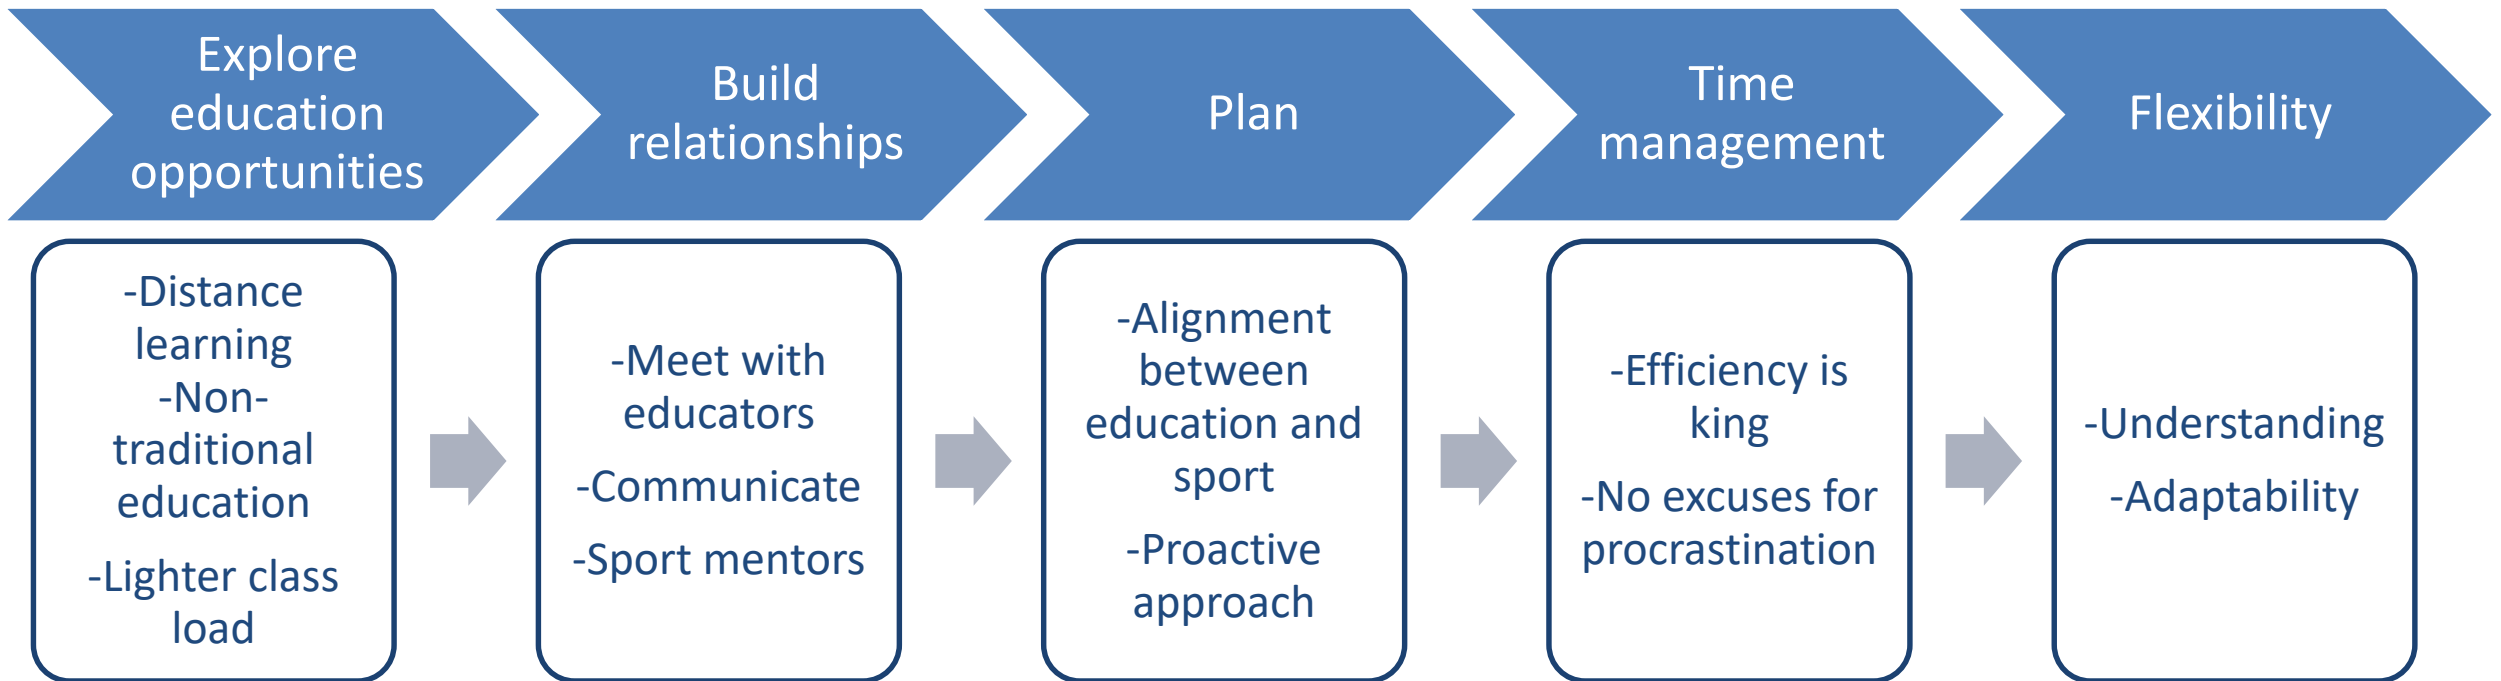 Explore
education
opportunities
Build
relationships
Plan
Time
management
Flexibility
-Distance
learning
-Non-
traditional
education
-Lighter class
load
-Meet with
educators
-Communicate
-Sport mentors
-Alignment
between
education and
sport
-Proactive
approach
-Efficiency is
king
-No excuses for
procrastination
-Understanding
-Adaptability